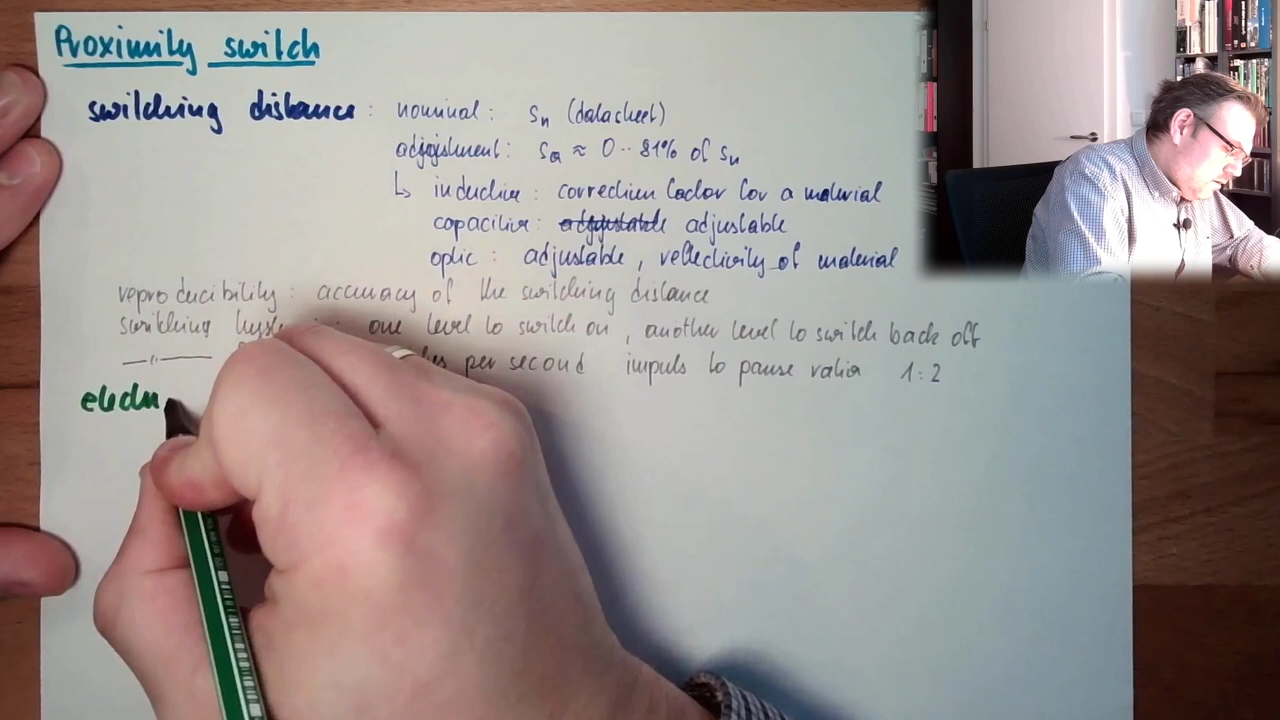 Proximity switch
switching distance: nominal: sn (datasheet)
adjustment: sa ≈ 0..81% of sn
↳ inductive: correction factor for a material
capacitive: adjustable adjustable
optic: adjustable, reflectivity of material
reproducibility: accuracy of the switching distance
switching one level to switch on, another level to switch back off
—"— per second impuls to pause ratio 1:2
electr